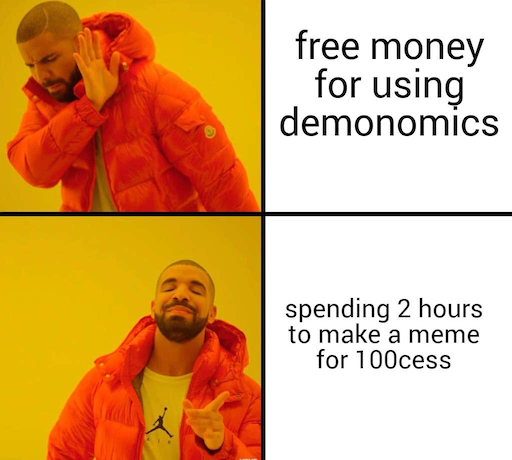 free money
for using
demonomics
spending 2 hours
to make a meme
for 100cess